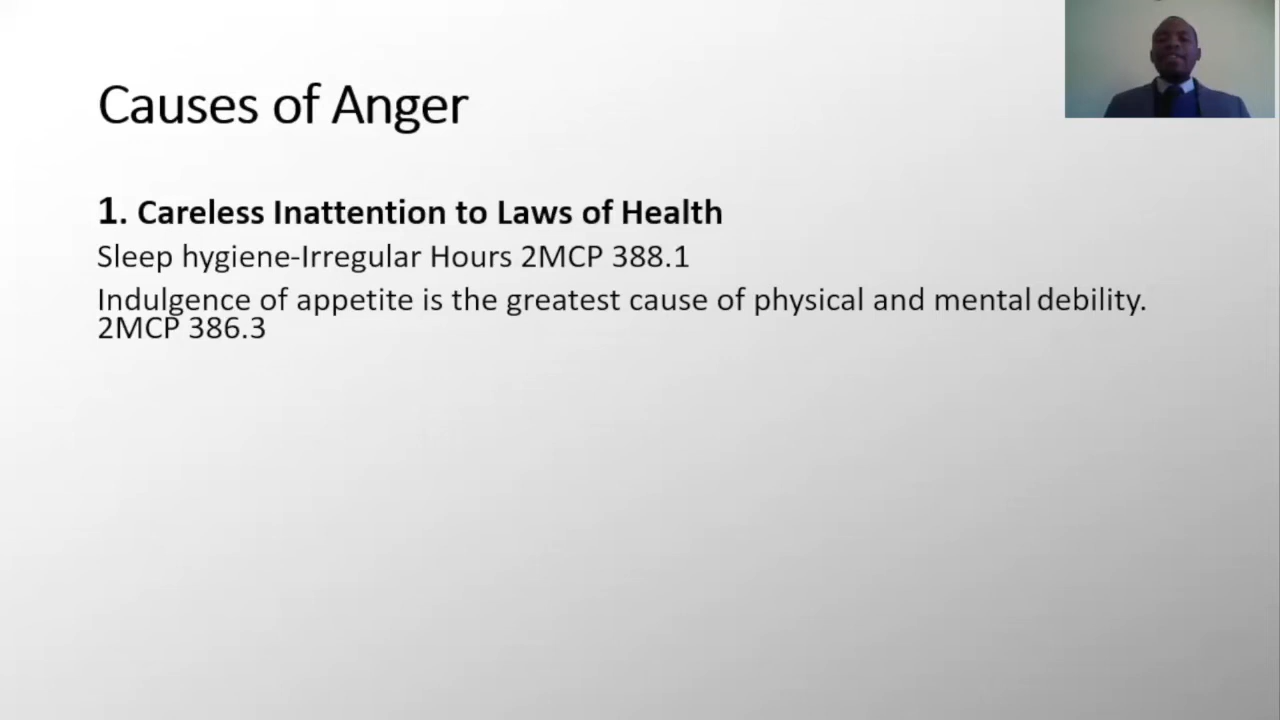 Causes of Anger
1. Careless Inattention to Laws of Health
Sleep hygiene-Irregular Hours 2MCP 388.1
Indulgence of appetite is the greatest cause of physical and mental debility.
2MCP 386.3